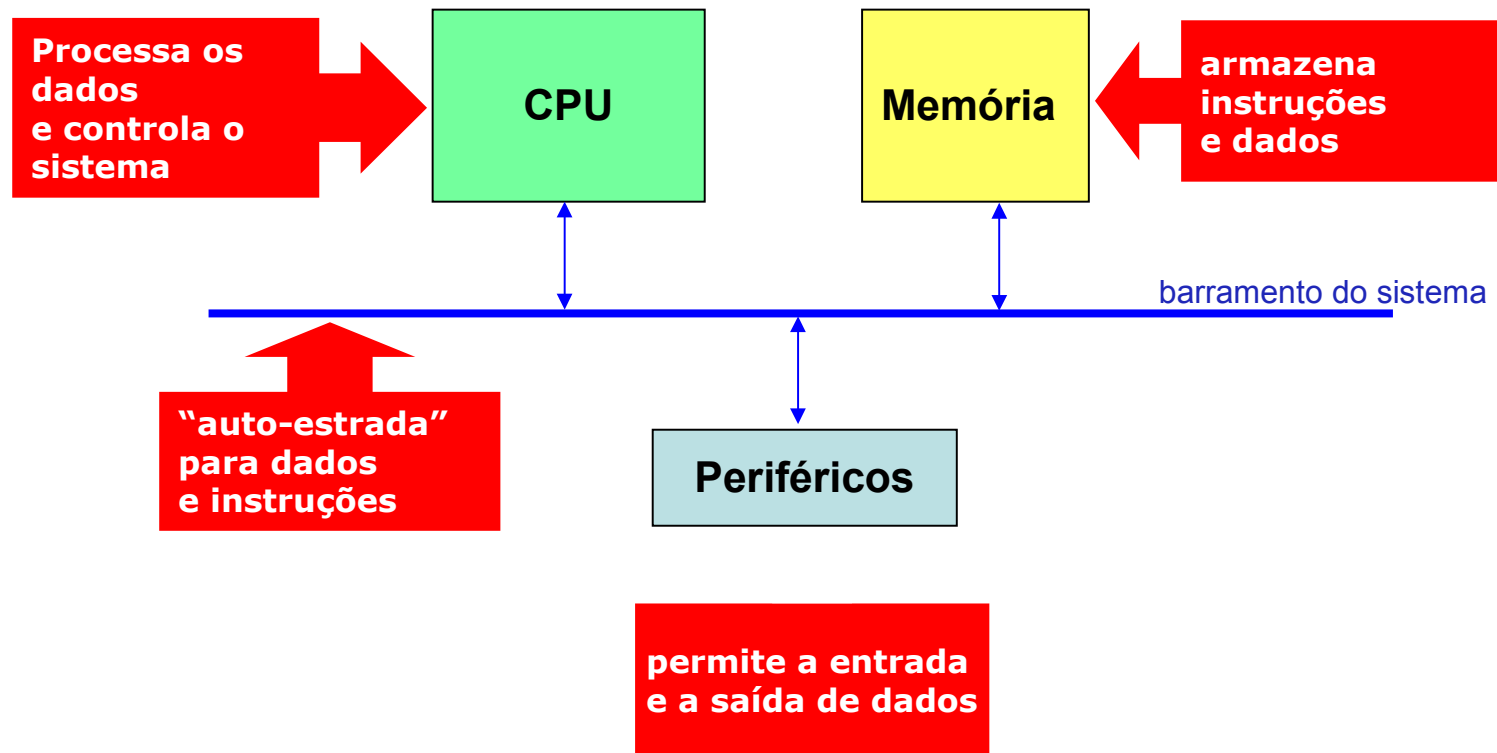 Processa os
dados
e controla o
sistema
CPU
Memória
armazena
instruções
e dados
barramento do sistema
“auto-estrada”
para dados
e instruções
Periféricos
permite a entrada
e a saída de dados